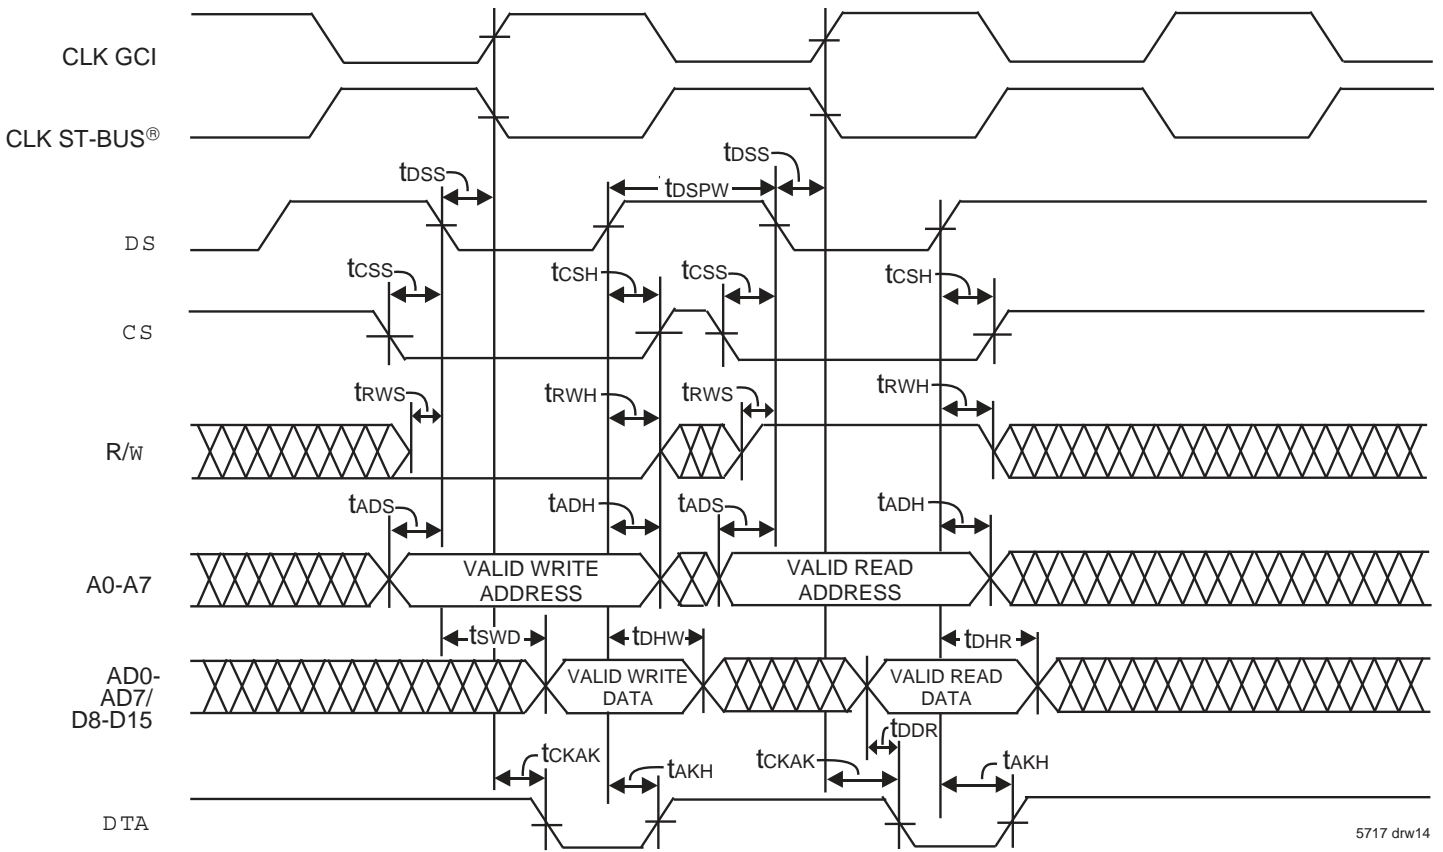 CLK GCI
CLK ST-BUS®
tDSS
tDSPW
tDSS
DS
tCSS
tCSH
tCSS
tCSH
CS
tRWS
tRWH
tRWS
tRWH
R/W
tADS
tADH
tADS
tADH
A0-A7
VALID WRITE
ADDRESS
VALID READ
ADDRESS
tSWD
tDHW
tDHR
AD0-
AD7/
D8-D15
VALID WRITE
DATA
VALID READ
DATA
tDDR
tCKAK
tAKH
tCKAK
tAKH
DTA
5717 drw14